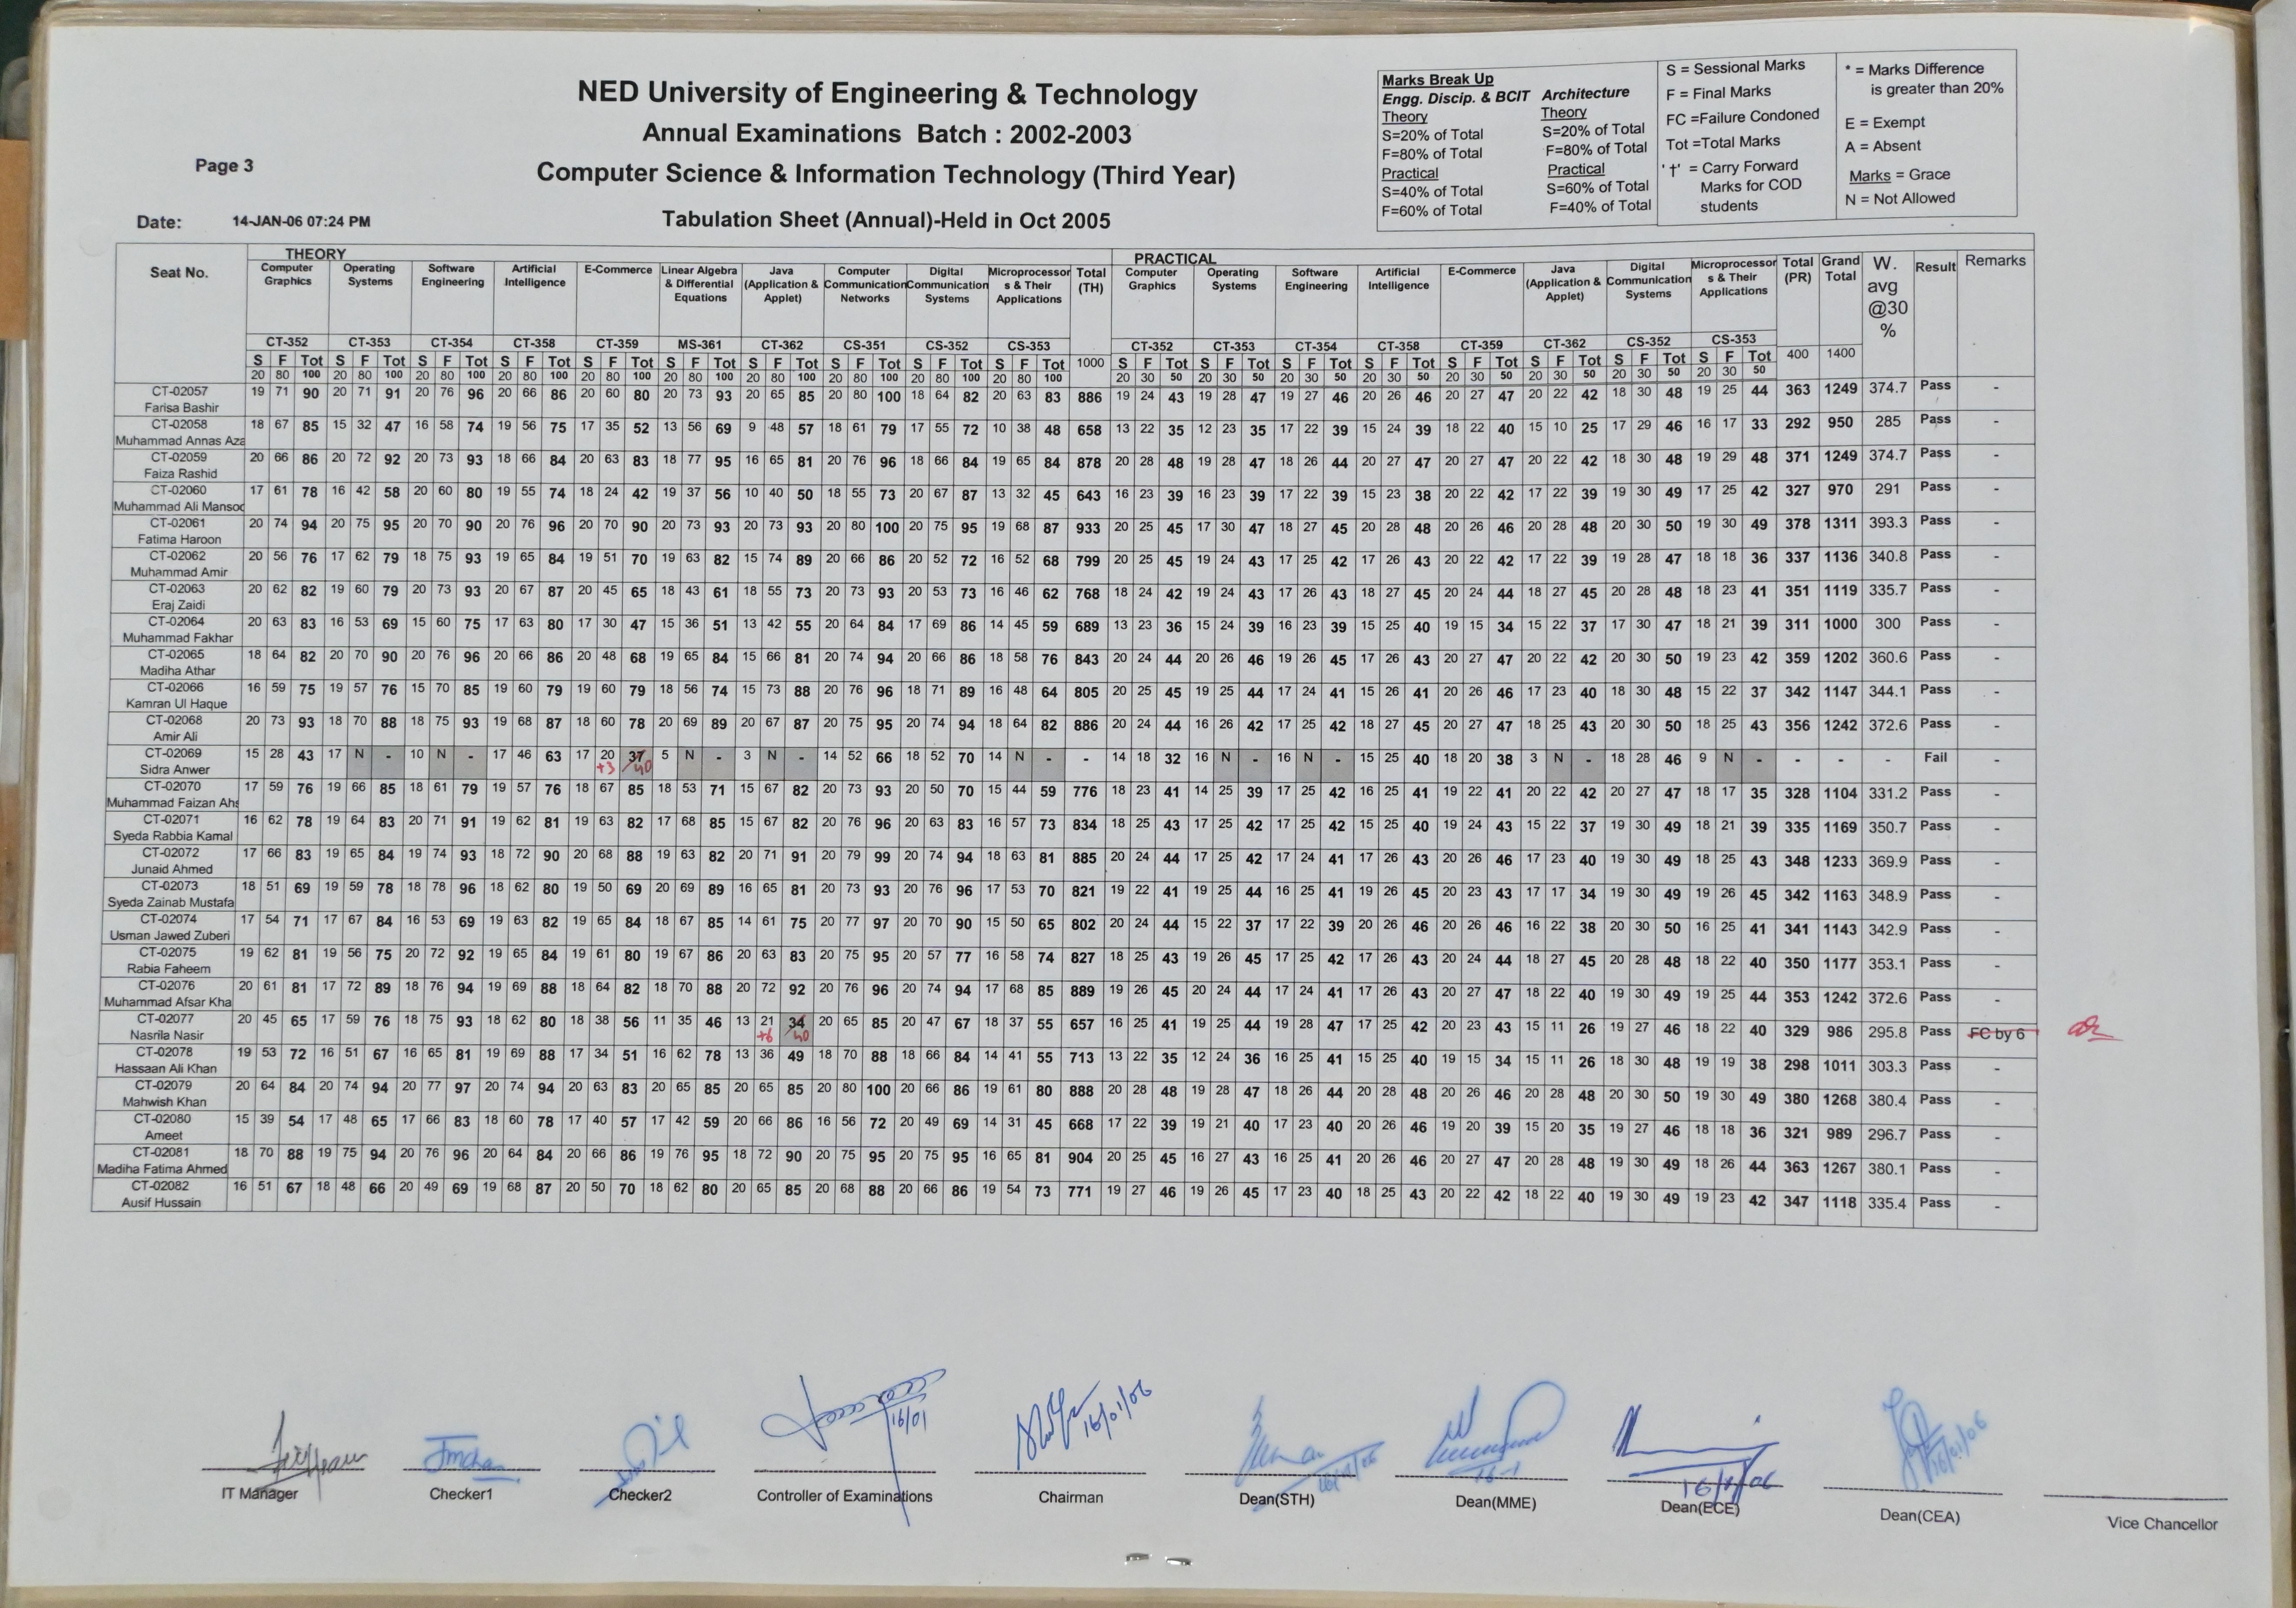 NED University of Engineering & Technology
Annual Examinations Batch : 2002-2003
Computer Science & Information Technology (Third Year)
Tabulation Sheet (Annual)-Held in Oct 2005
Page 3
Date: 14-JAN-06 07:24 PM
Marks Break Up
Engg. Discip. & BCIT Architecture
Theory Theory
S=20% of Total S=20% of Total
F=80% of Total F=80% of Total
Practical Practical
S=40% of Total S=60% of Total
F=60% of Total F=40% of Total
S = Sessional Marks
F = Final Marks
FC =Failure Condoned
Tot =Total Marks
' † ' = Carry Forward
Marks for COD
students
* = Marks Difference
is greater than 20%
E = Exempt
A = Absent
Marks = Grace
N = Not Allowed
THEORY PRACTICAL
Seat No. Computer Graphics Operating Systems Software Engineering Artificial Intelligence E-Commerce Linear Algebra & Differential Equations Java (Application & Applet) Computer Communication Networks Digital Communication Systems Microprocessor s & Their Applications Total (TH) Computer Graphics Operating Systems Software Engineering Artificial Intelligence E-Commerce Java (Application & Applet) Digital Communication Systems Microprocessor s & Their Applications Total (PR) Grand Total W. avg @30 % Result Remarks
CT-352 CT-353 CT-354 CT-358 CT-359 MS-361 CT-362 CS-351 CS-352 CS-353 CT-352 CT-353 CT-354 CT-358 CT-359 CT-362 CS-352 CS-353
S F Tot S F Tot S F Tot S F Tot S F Tot S F Tot S F Tot S F Tot S F Tot S F Tot 1000 S F Tot S F Tot S F Tot S F Tot S F Tot S F Tot S F Tot S F Tot 400 1400
20 80 100 20 80 100 20 80 100 20 80 100 20 80 100 20 80 100 20 80 100 20 80 100 20 80 100 20 80 100 20 30 50 20 30 50 20 30 50 20 30 50 20 30 50 20 30 50 20 30 50 20 30 50
CT-02057 19 71 90 20 71 91 20 76 96 20 66 86 20 60 80 20 73 93 20 65 85 20 80 100 18 64 82 20 63 83 886 19 24 43 19 28 47 19 27 46 20 26 46 20 27 47 20 22 42 18 30 48 19 25 44 363 1249 374.7 Pass -
Farisa Bashir
CT-02058 18 67 85 15 32 47 16 58 74 19 56 75 17 35 52 13 56 69 9 48 57 18 61 79 17 55 72 10 38 48 658 13 22 35 12 23 35 17 22 39 15 24 39 18 22 40 15 10 25 17 29 46 16 17 33 292 950 285 Pass -
Muhammad Annas Aza
CT-02059 20 66 86 20 72 92 20 73 93 18 66 84 20 63 83 18 77 95 16 65 81 20 76 96 18 66 84 19 65 84 878 20 28 48 19 28 47 18 26 44 20 27 47 20 27 47 20 22 42 18 30 48 19 29 48 371 1249 374.7 Pass -
Faiza Rashid
CT-02060 17 61 78 16 42 58 20 60 80 19 55 74 18 24 42 19 37 56 10 40 50 18 55 73 20 67 87 13 32 45 643 16 23 39 16 23 39 17 22 39 15 23 38 20 22 42 17 22 39 19 30 49 17 25 42 327 970 291 Pass -
Muhammad Ali Mansoo
CT-02061 20 74 94 20 75 95 20 70 90 20 76 96 20 70 90 20 73 93 20 73 93 20 80 100 20 75 95 19 68 87 933 20 25 45 17 30 47 18 27 45 20 28 48 20 26 46 20 28 48 20 30 50 19 30 49 378 1311 393.3 Pass -
Fatima Haroon
CT-02062 20 56 76 17 62 79 18 75 93 19 65 84 19 51 70 19 63 82 15 74 89 20 66 86 20 52 72 16 52 68 799 20 25 45 19 24 43 17 25 42 17 26 43 20 22 42 17 22 39 19 28 47 18 18 36 337 1136 340.8 Pass -
Muhammad Amir
CT-02063 20 62 82 19 60 79 20 73 93 20 67 87 20 45 65 18 43 61 18 55 73 20 73 93 20 53 73 16 46 62 768 18 24 42 19 24 43 17 26 43 18 27 45 20 24 44 18 27 45 20 28 48 18 23 41 351 1119 335.7 Pass -
Eraj Zaidi
CT-02064 20 63 83 16 53 69 15 60 75 17 63 80 17 30 47 15 36 51 13 42 55 20 64 84 17 69 86 14 45 59 689 13 23 36 15 24 39 16 23 39 15 25 40 19 15 34 15 22 37 17 30 47 18 21 39 311 1000 300 Pass -
Muhammad Fakhar
CT-02065 18 64 82 20 70 90 20 76 96 20 66 86 20 48 68 19 65 84 15 66 81 20 74 94 20 66 86 18 58 76 843 20 24 44 20 26 46 19 26 45 17 26 43 20 27 47 20 22 42 20 30 50 19 23 42 359 1202 360.6 Pass -
Madiha Athar
CT-02066 16 59 75 19 57 76 15 70 85 19 60 79 19 60 79 18 56 74 15 73 88 20 76 96 18 71 89 16 48 64 805 20 25 45 19 25 44 17 24 41 15 26 41 20 26 46 17 23 40 18 30 48 15 22 37 342 1147 344.1 Pass -
Kamran Ul Haque
CT-02068 20 73 93 18 70 88 18 75 93 19 68 87 18 60 78 20 69 89 20 67 87 20 75 95 20 74 94 18 64 82 886 20 24 44 16 26 42 17 25 42 18 27 45 20 27 47 18 25 43 20 30 50 18 25 43 356 1242 372.6 Pass -
Amir Ali
CT-02069 15 28 43 17 N - 10 N - 17 46 63 17 20 37 5 N - 3 N - 14 52 66 18 52 70 14 N - - 14 18 32 16 N - 16 N - 15 25 40 18 20 38 3 N - 18 28 46 9 N - - - - Fail -
Sidra Anwer +3 40
CT-02070 17 59 76 19 66 85 18 61 79 19 57 76 18 67 85 18 53 71 15 67 82 20 73 93 20 50 70 15 44 59 776 18 23 41 14 25 39 17 25 42 16 25 41 19 22 41 20 22 42 20 27 47 18 17 35 328 1104 331.2 Pass -
Muhammad Faizan Ahs
CT-02071 16 62 78 19 64 83 20 71 91 19 62 81 19 63 82 17 68 85 15 67 82 20 76 96 20 63 83 16 57 73 834 18 25 43 17 25 42 17 25 42 15 25 40 19 24 43 15 22 37 19 30 49 18 21 39 335 1169 350.7 Pass -
Syeda Rabbia Kamal
CT-02072 17 66 83 19 65 84 19 74 93 18 72 90 20 68 88 19 63 82 20 71 91 20 79 99 20 74 94 18 63 81 885 20 24 44 17 25 42 17 24 41 17 26 43 20 26 46 17 23 40 19 30 49 18 25 43 348 1233 369.9 Pass -
Junaid Ahmed
CT-02073 18 51 69 19 59 78 18 78 96 18 62 80 19 50 69 20 69 89 16 65 81 20 73 93 20 76 96 17 53 70 821 19 22 41 19 25 44 16 25 41 19 26 45 20 23 43 17 17 34 19 30 49 19 26 45 342 1163 348.9 Pass -
Syeda Zainab Mustafa
CT-02074 17 54 71 17 67 84 16 53 69 19 63 82 19 65 84 18 67 85 14 61 75 20 77 97 20 70 90 15 50 65 802 20 24 44 15 22 37 17 22 39 20 26 46 20 26 46 16 22 38 20 30 50 16 25 41 341 1143 342.9 Pass -
Usman Jawed Zuberi
CT-02075 19 62 81 19 56 75 20 72 92 19 65 84 19 61 80 19 67 86 20 63 83 20 75 95 20 57 77 16 58 74 827 18 25 43 19 26 45 17 25 42 17 26 43 20 24 44 18 27 45 20 28 48 18 22 40 350 1177 353.1 Pass -
Rabia Faheem
CT-02076 20 61 81 17 72 89 18 76 94 19 69 88 18 64 82 18 70 88 20 72 92 20 76 96 20 74 94 17 68 85 889 19 26 45 20 24 44 17 24 41 17 26 43 20 27 47 18 22 40 19 30 49 19 25 44 353 1242 372.6 Pass -
Muhammad Afsar Kha
CT-02077 20 45 65 17 59 76 18 75 93 18 62 80 18 38 56 11 35 46 13 21 34 20 65 85 20 47 67 18 37 55 657 16 25 41 19 25 44 19 28 47 17 25 42 20 23 43 15 11 26 19 27 46 18 22 40 329 986 295.8 Pass FC by 6
Nasrila Nasir +6 40
CT-02078 19 53 72 16 51 67 16 65 81 19 69 88 17 34 51 16 62 78 13 36 49 18 70 88 18 66 84 14 41 55 713 13 22 35 12 24 36 16 25 41 15 25 40 19 15 34 15 11 26 18 30 48 19 19 38 298 1011 303.3 Pass -
Hassaan Ali Khan
CT-02079 20 64 84 20 74 94 20 77 97 20 74 94 20 63 83 20 65 85 20 65 85 20 80 100 20 66 86 19 61 80 888 20 28 48 19 28 47 18 26 44 20 28 48 20 26 46 20 28 48 20 30 50 19 30 49 380 1268 380.4 Pass -
Mahwish Khan
CT-02080 15 39 54 17 48 65 17 66 83 18 60 78 17 40 57 17 42 59 20 66 86 16 56 72 20 49 69 14 31 45 668 17 22 39 19 21 40 17 23 40 20 26 46 19 20 39 15 20 35 19 27 46 18 18 36 321 989 296.7 Pass -
Ameet
CT-02081 18 70 88 19 75 94 20 76 96 20 64 84 20 66 86 19 76 95 18 72 90 20 75 95 20 75 95 16 65 81 904 20 25 45 16 27 43 16 25 41 20 26 46 20 27 47 20 28 48 19 30 49 18 26 44 363 1267 380.1 Pass -
Madiha Fatima Ahmed
CT-02082 16 51 67 18 48 66 20 49 69 19 68 87 20 50 70 18 62 80 20 65 85 20 68 88 20 66 86 19 54 73 771 19 27 46 19 26 45 17 23 40 18 25 43 20 22 42 18 22 40 19 30 49 19 23 42 347 1118 335.4 Pass -
Ausif Hussain
16/01 16/01/06 16-1 16/1/06 16/01/06
IT Manager Checker1 Checker2 Controller of Examinations Chairman Dean(STH) Dean(MME) Dean(ECE) Dean(CEA) Vice Chancellor